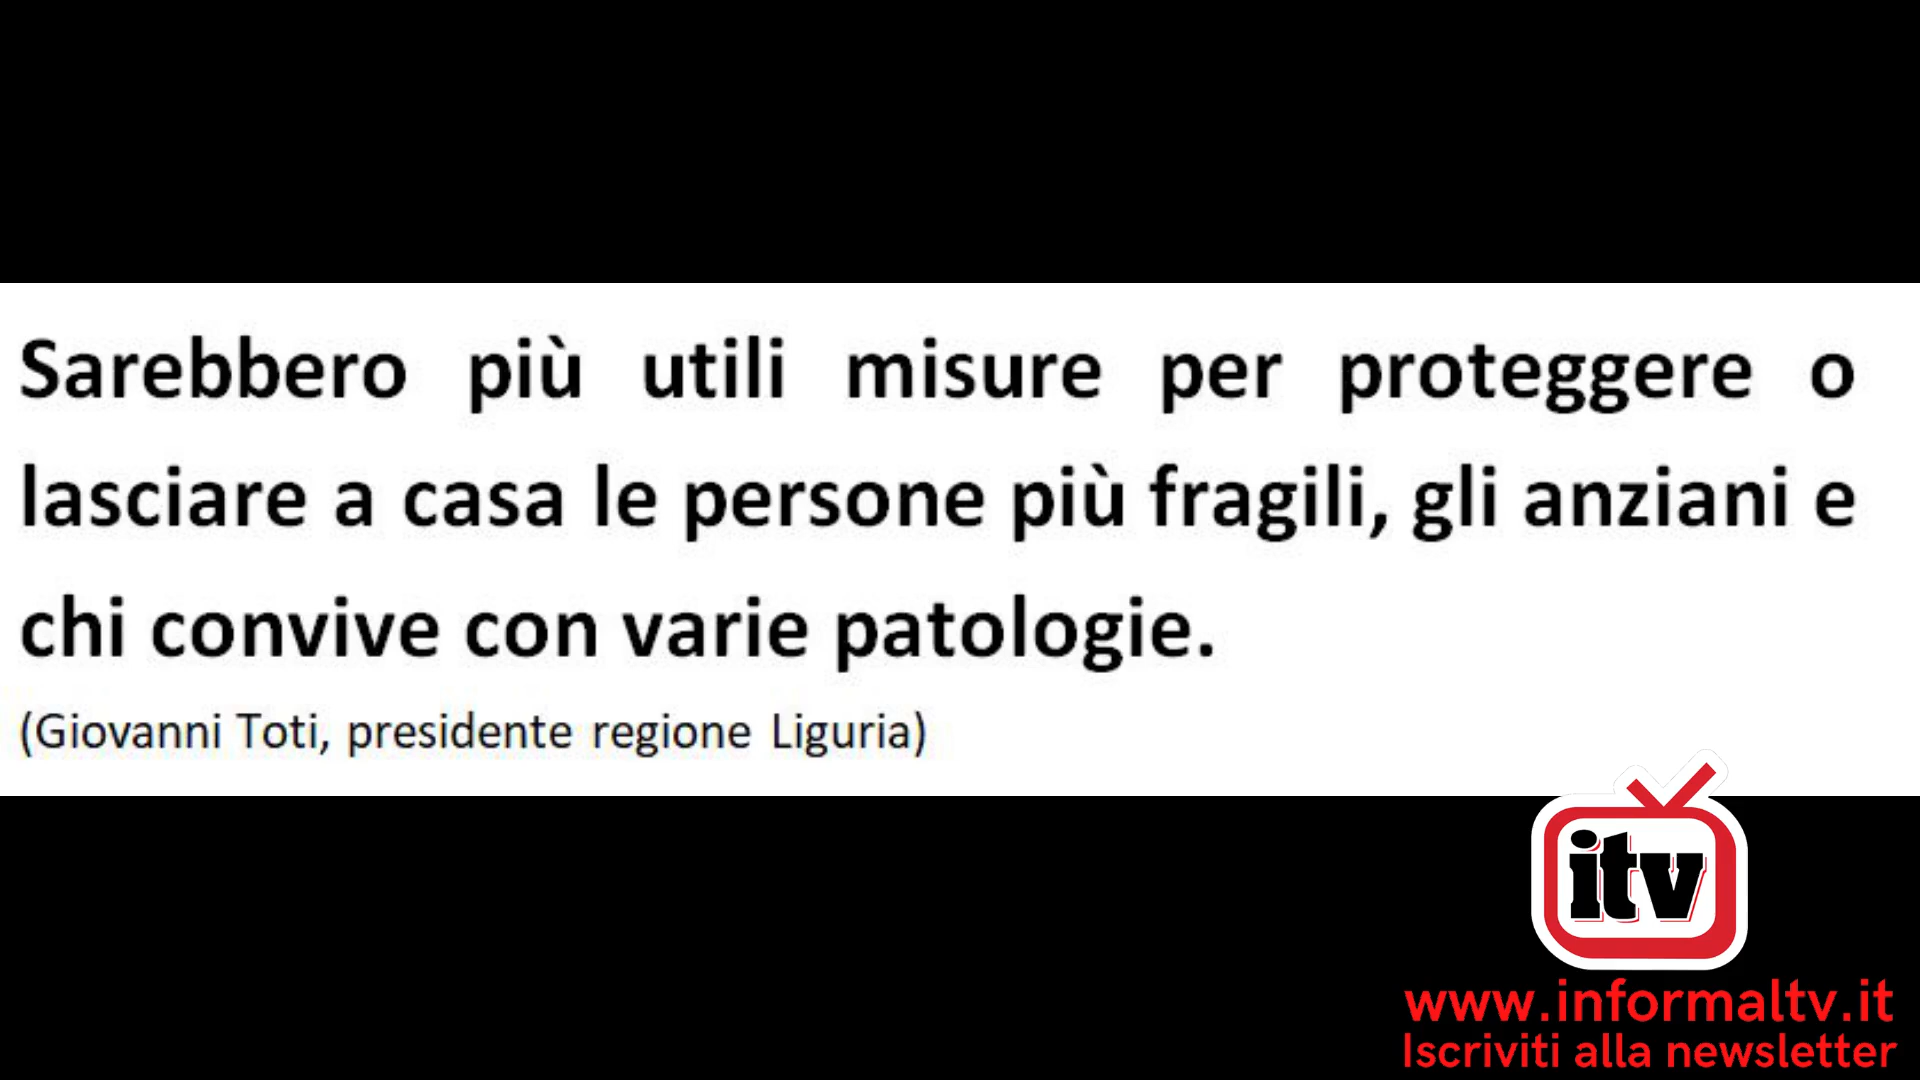 Sarebbero più utili misure per proteggere o
lasciare a casa le persone più fragili, gli anziani e
chi convive con varie patologie.
(Giovanni Toti, presidente regione Liguria)
itv
www.informaltv.it
Iscriviti alla newsletter